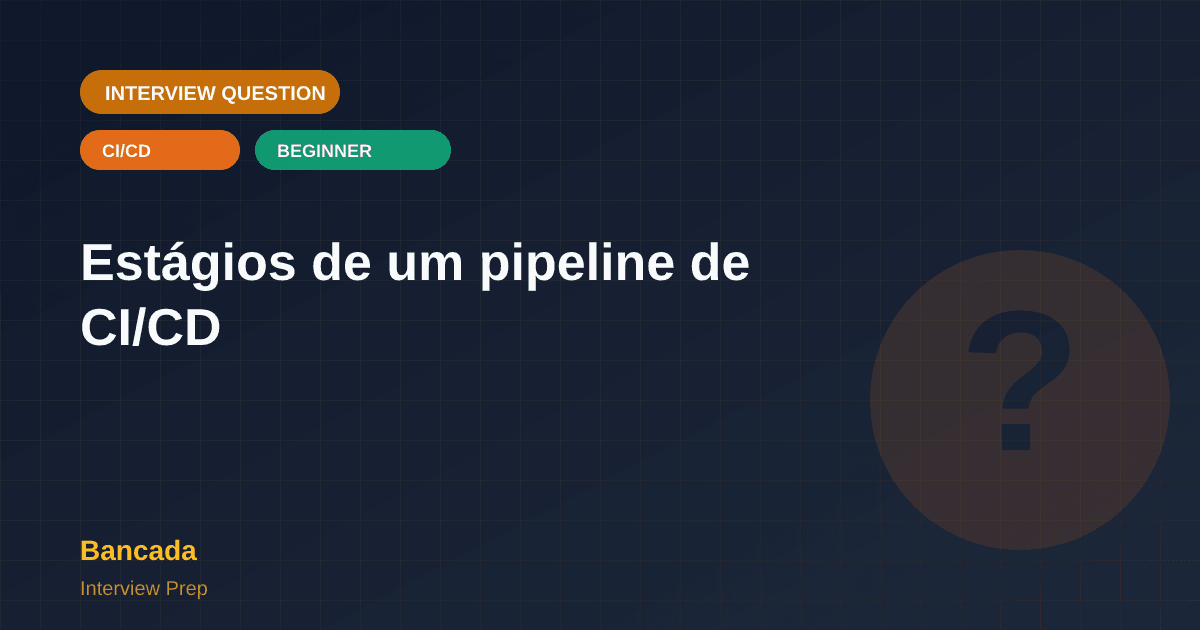 INTERVIEW QUESTION
CI/CD
BEGINNER
Estágios de um pipeline de
CI/CD
?
Bancada
Interview Prep